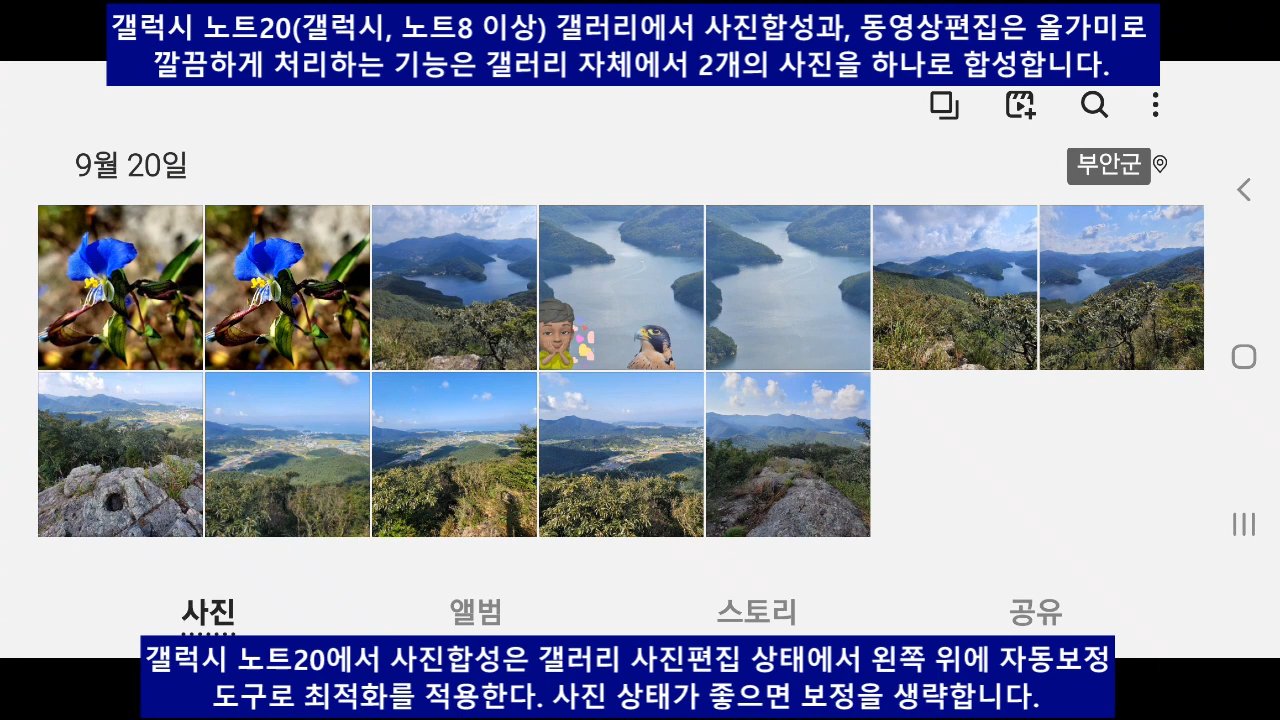 갤럭시 노트20(갤럭시, 노트8 이상) 갤러리에서 사진합성과, 동영상편집은 올가미로
깔끔하게 처리하는 기능은 갤러리 자체에서 2개의 사진을 하나로 합성합니다.
9월 20일
부안군
사진
앨범
스토리
공유
갤럭시 노트20에서 사진합성은 갤러리 사진편집 상태에서 왼쪽 위에 자동보정
도구로 최적화를 적용한다. 사진 상태가 좋으면 보정을 생략합니다.